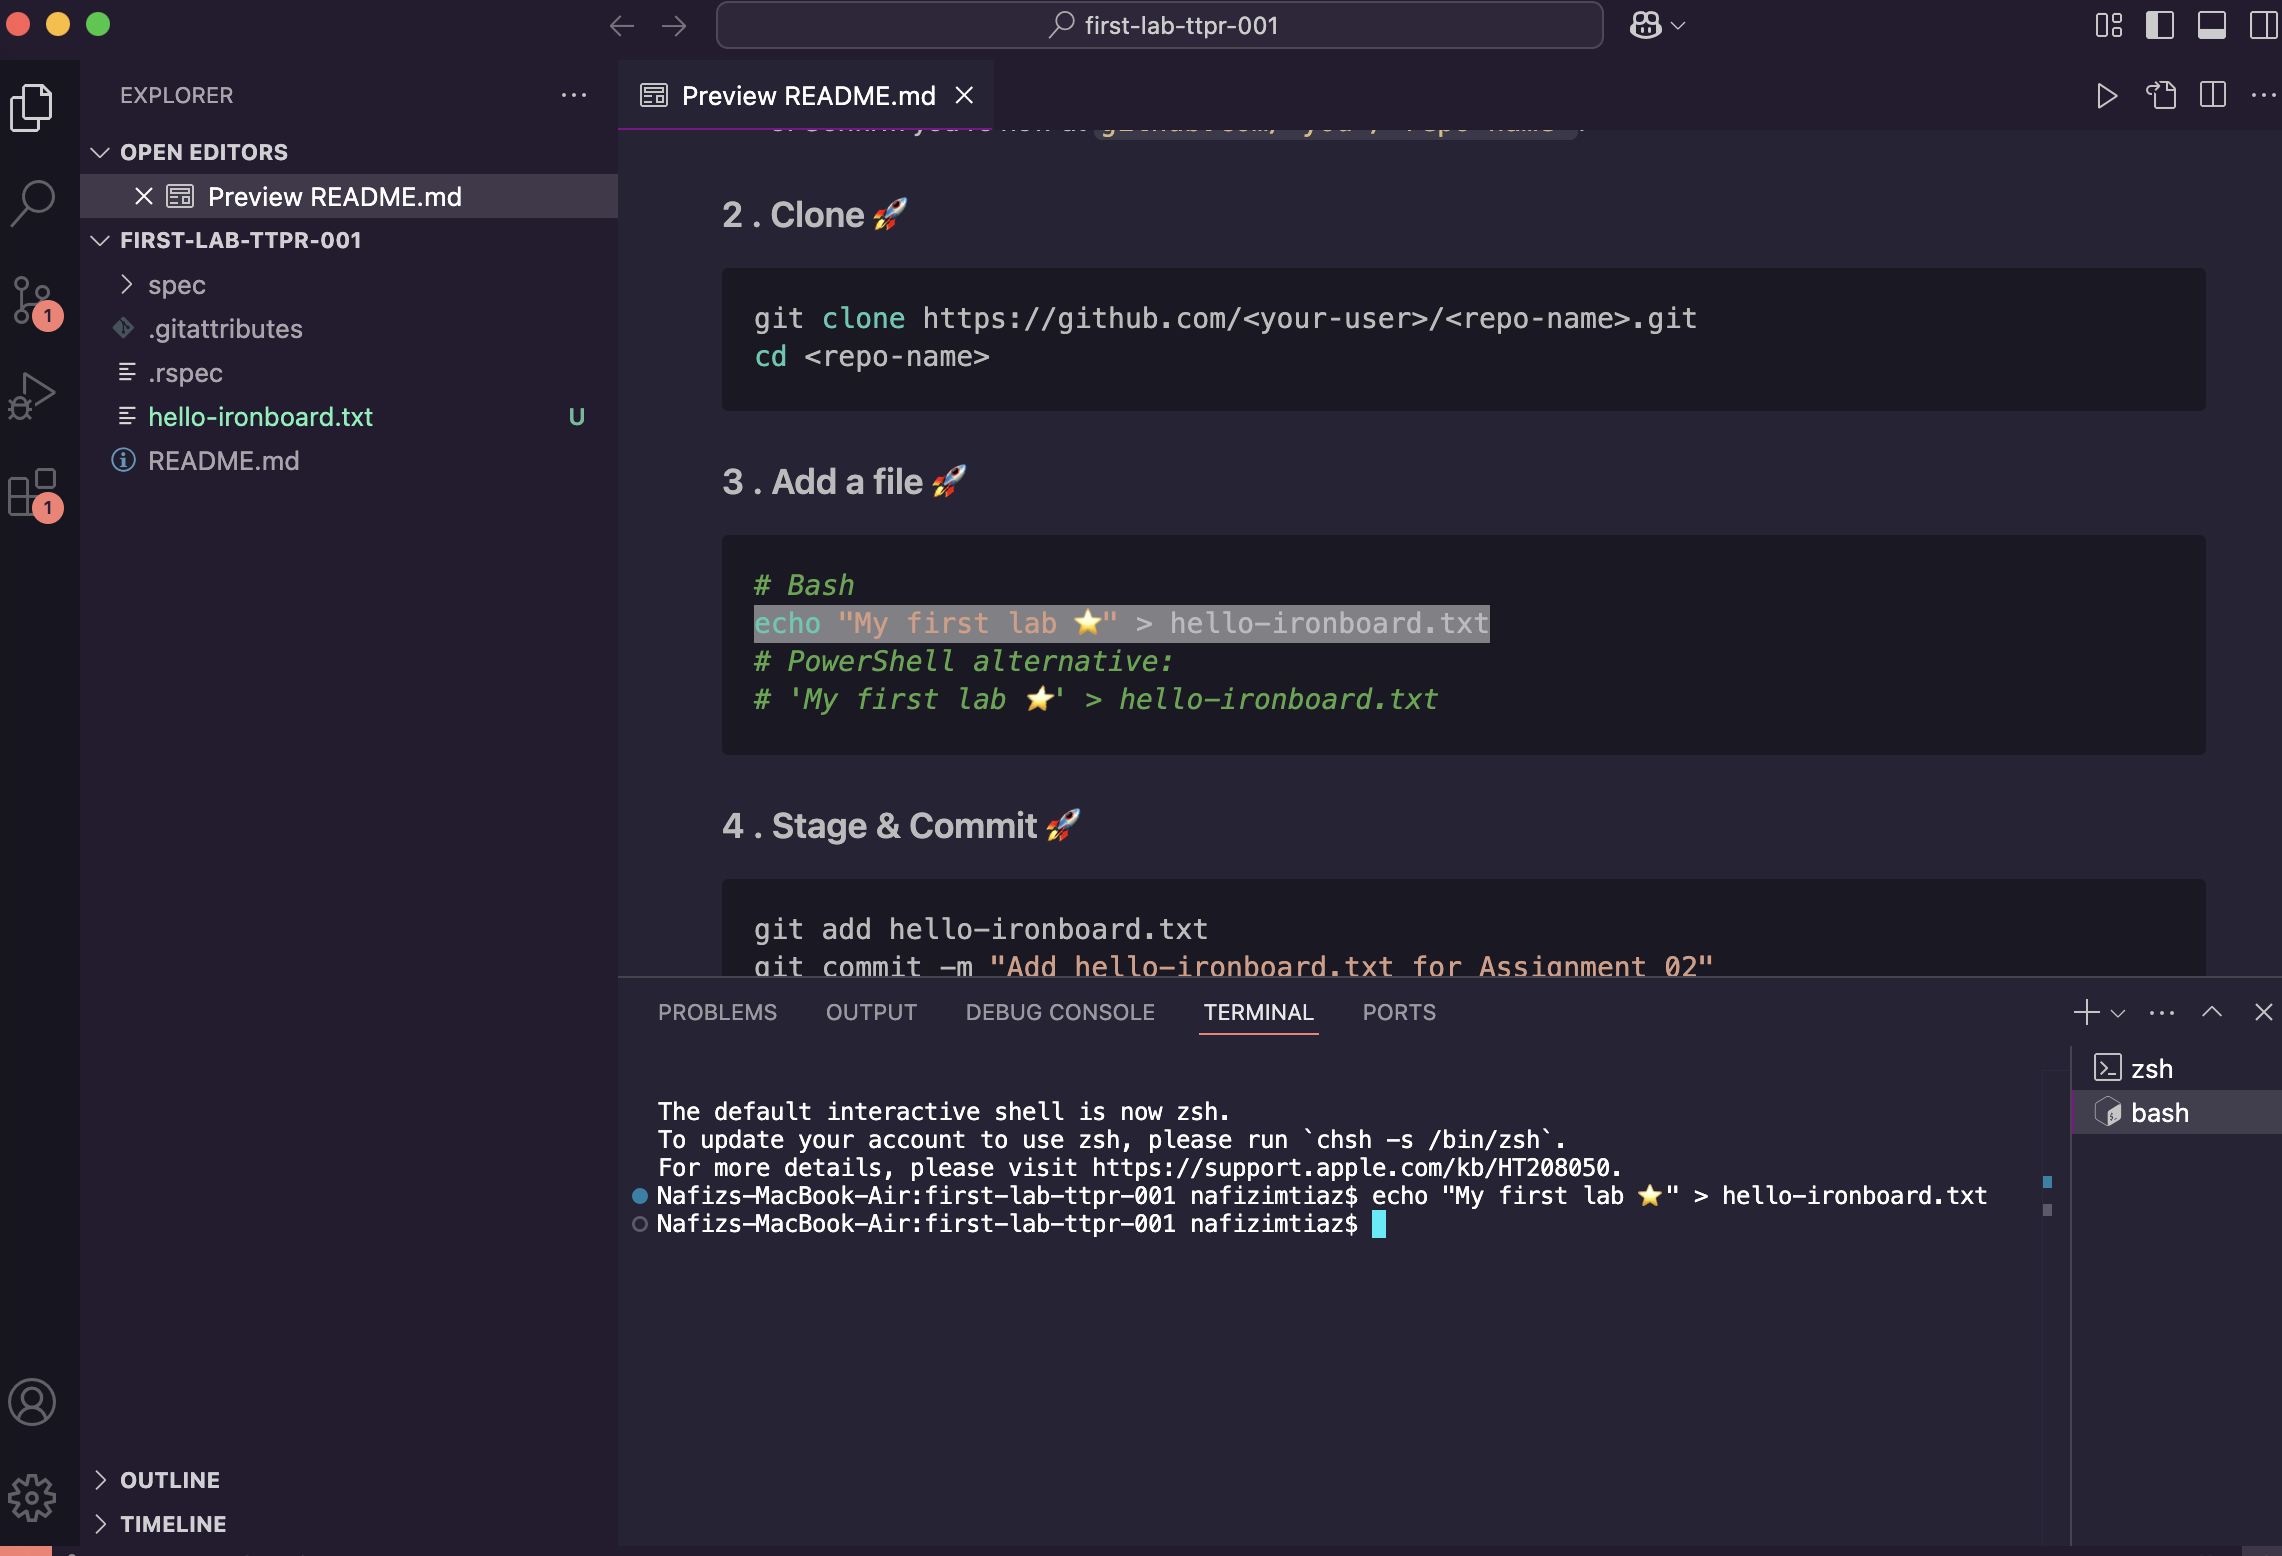 first-lab-ttpr-001
EXPLORER
OPEN EDITORS
Preview README.md
FIRST-LAB-TTPR-001
spec
.gitattributes
.rspec
hello-ironboard.txt U
README.md
1
1
OUTLINE
TIMELINE
Preview README.md
2 . Clone 🚀
git clone https://github.com/<your-user>/<repo-name>.git
cd <repo-name>
3 . Add a file 🚀
# Bash
echo "My first lab ⭐" > hello-ironboard.txt
# PowerShell alternative:
# 'My first lab ⭐' > hello-ironboard.txt
4 . Stage & Commit 🚀
git add hello-ironboard.txt
git commit -m "Add hello-ironboard.txt for Assignment 02"
PROBLEMS OUTPUT DEBUG CONSOLE TERMINAL PORTS
zsh
bash
The default interactive shell is now zsh.
To update your account to use zsh, please run `chsh -s /bin/zsh`.
For more details, please visit https://support.apple.com/kb/HT208050.
Nafizs-MacBook-Air:first-lab-ttpr-001 nafizimtiaz$ echo "My first lab ⭐" > hello-ironboard.txt
Nafizs-MacBook-Air:first-lab-ttpr-001 nafizimtiaz$